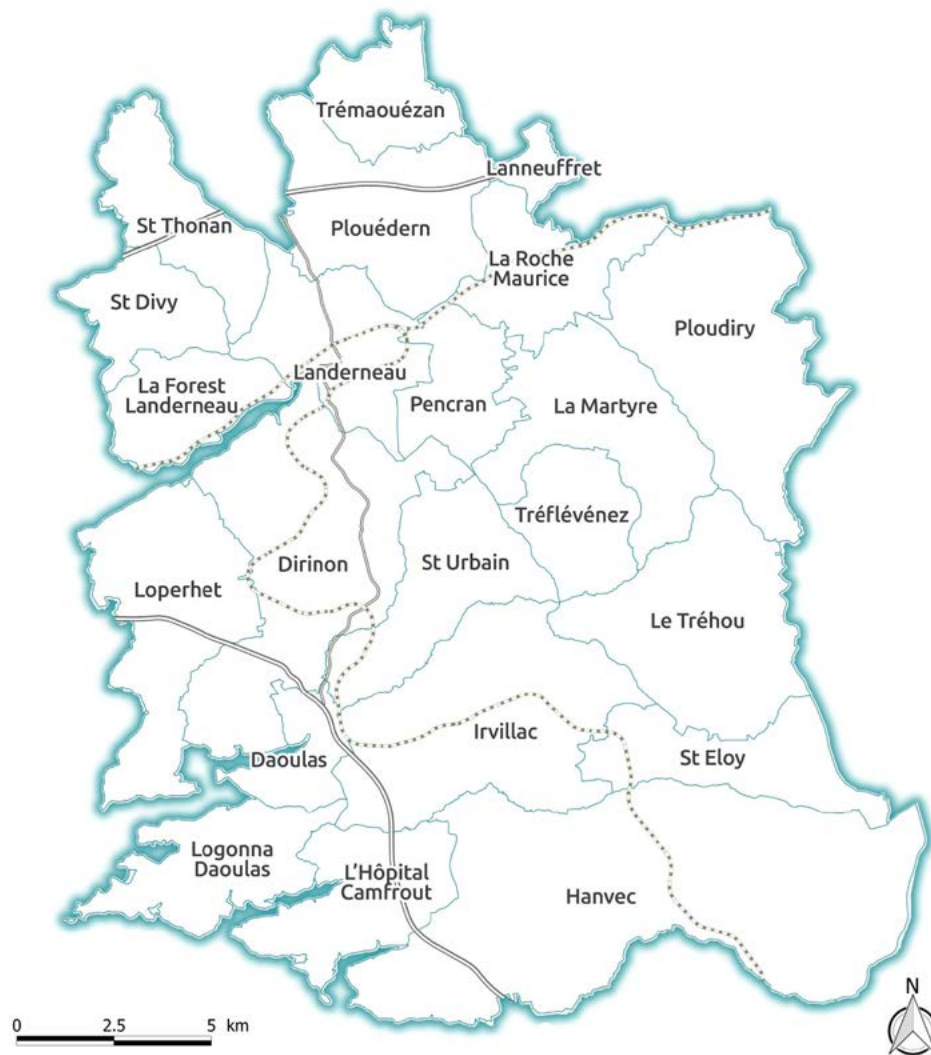 Trémaouézan
Lanneuffret
St Thonan
Plouédern
La Roche
Maurice
St Divy
Ploudiry
Landerneau
La Forest
Landerneau
Pencran
La Martyre
Tréflévénez
Dirinon
St Urbain
Loperhet
Le Tréhou
Irvillac
St Eloy
Daoulas
Logonna
Daoulas
L'Hôpital
Camfrout
Hanvec
0 2.5 5 km
N